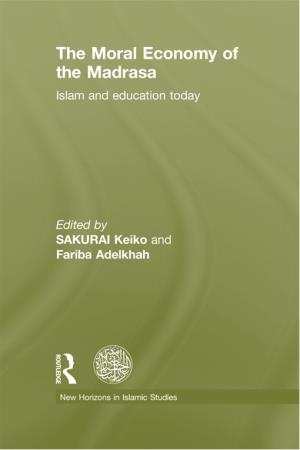 The Moral Economy of
the Madrasa
Islam and education today
Edited by
SAKURAI Keiko and
Fariba Adelkhah
ROUTLEDGE
New Horizons in Islamic Studies